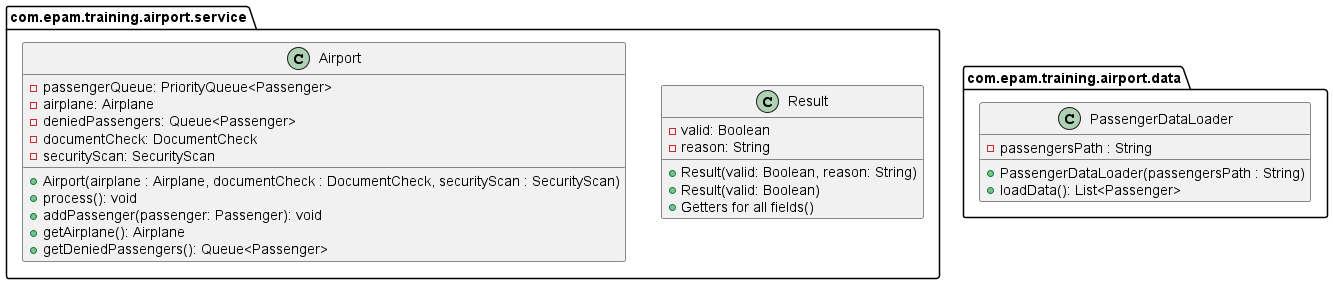 com.epam.training.airport.service
C Airport
passengerQueue: PriorityQueue<Passenger>
airplane: Airplane
deniedPassengers: Queue<Passenger>
documentCheck: DocumentCheck
securityScan: SecurityScan
Airport(airplane : Airplane, documentCheck : DocumentCheck, securityScan : SecurityScan)
process(): void
addPassenger(passenger: Passenger): void
getAirplane(): Airplane
getDeniedPassengers(): Queue<Passenger>
C Result
valid: Boolean
reason: String
Result(valid: Boolean, reason: String)
Result(valid: Boolean)
Getters for all fields()
com.epam.training.airport.data
C PassengerDataLoader
passengersPath : String
PassengerDataLoader(passengersPath : String)
loadData(): List<Passenger>